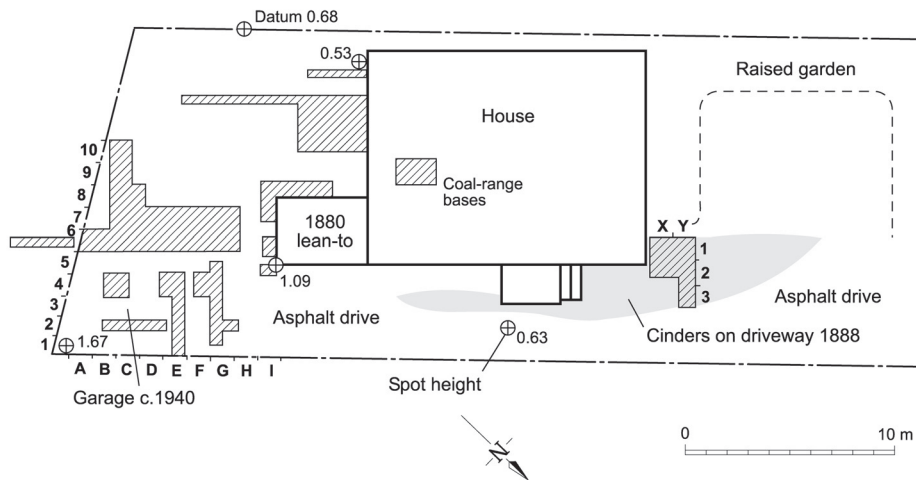 Datum 0.68
0.53
Raised garden
House
10
9
8
7
6
5
4
3
2
1
Coal-range
bases
1880
lean-to
X Y
1
2
3
1.09
Asphalt drive
Asphalt drive
1.67
0.63
Cinders on driveway 1888
A B C D E F G H I
Garage c.1940
Spot height
N
0
10 m